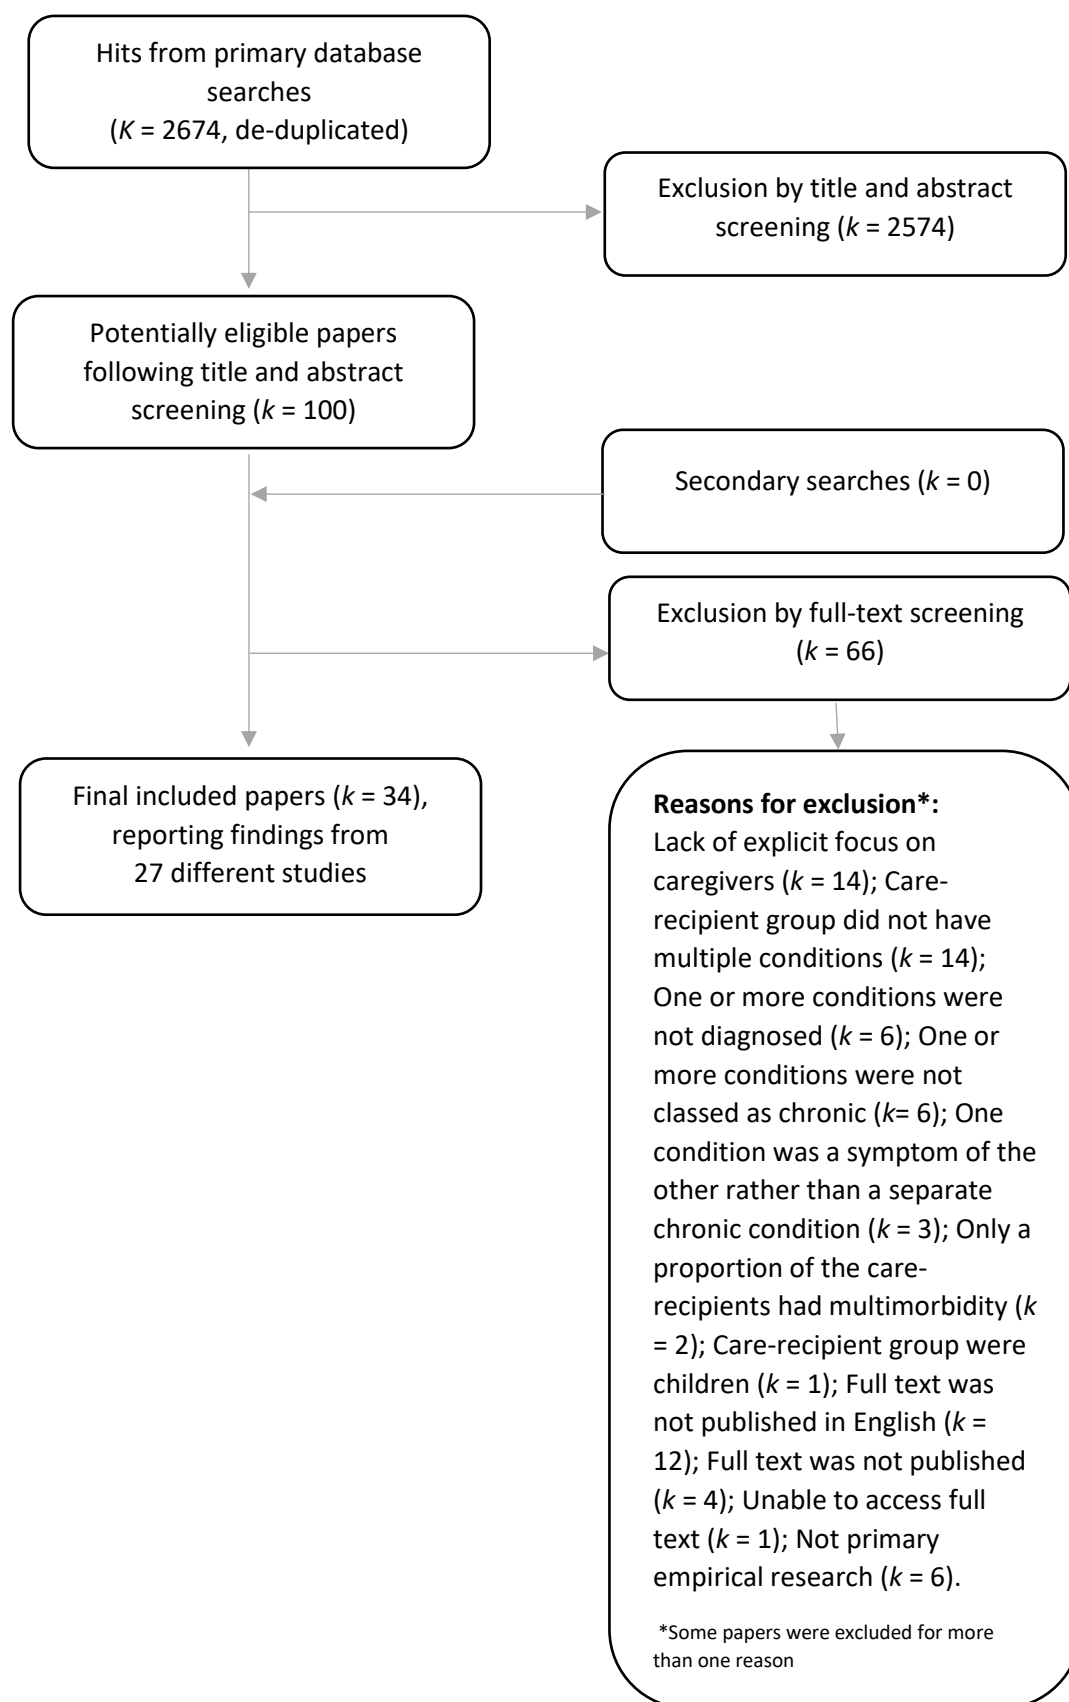 Hits from primary database
searches
(K = 2674, de-duplicated)
Exclusion by title and abstract
screening (k = 2574)
Potentially eligible papers
following title and abstract
screening (k = 100)
Secondary searches (k = 0)
Exclusion by full-text screening
(k = 66)
Final included papers (k = 34),
reporting findings from
27 different studies
Reasons for exclusion*:
Lack of explicit focus on
caregivers (k = 14); Care-
recipient group did not have
multiple conditions (k = 14);
One or more conditions were
not diagnosed (k = 6); One or
more conditions were not
classed as chronic (k= 6); One
condition was a symptom of the
other rather than a separate
chronic condition (k = 3); Only a
proportion of the care-
recipients had multimorbidity (k
= 2); Care-recipient group were
children (k = 1); Full text was
not published in English (k =
12); Full text was not published
(k = 4); Unable to access full
text (k = 1); Not primary
empirical research (k = 6).
*Some papers were excluded for more
than one reason